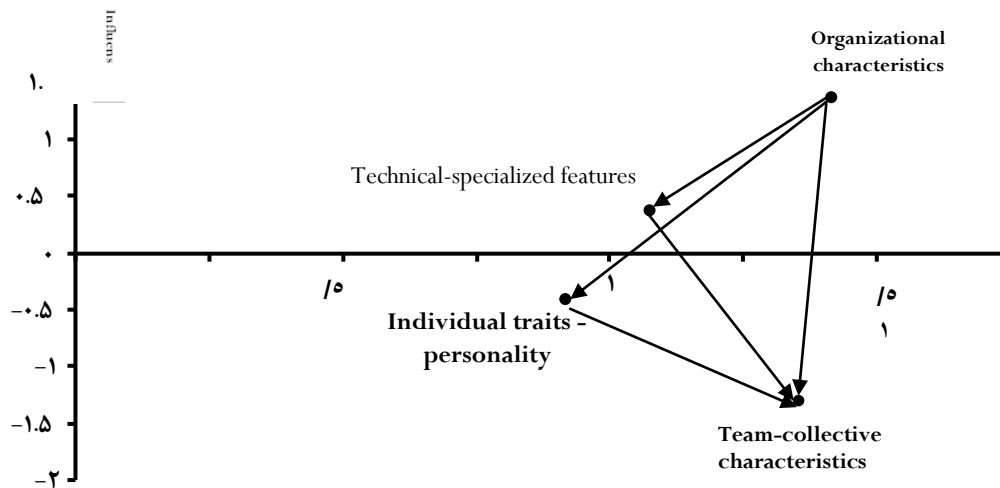 Influens
Organizational
characteristics
۱.
۱
Technical-specialized features
۰.۵
۰
/۵
۱
/۵
۱
−۰.۵
Individual traits -
personality
−۱
−۱.۵
Team-collective
characteristics
−۲